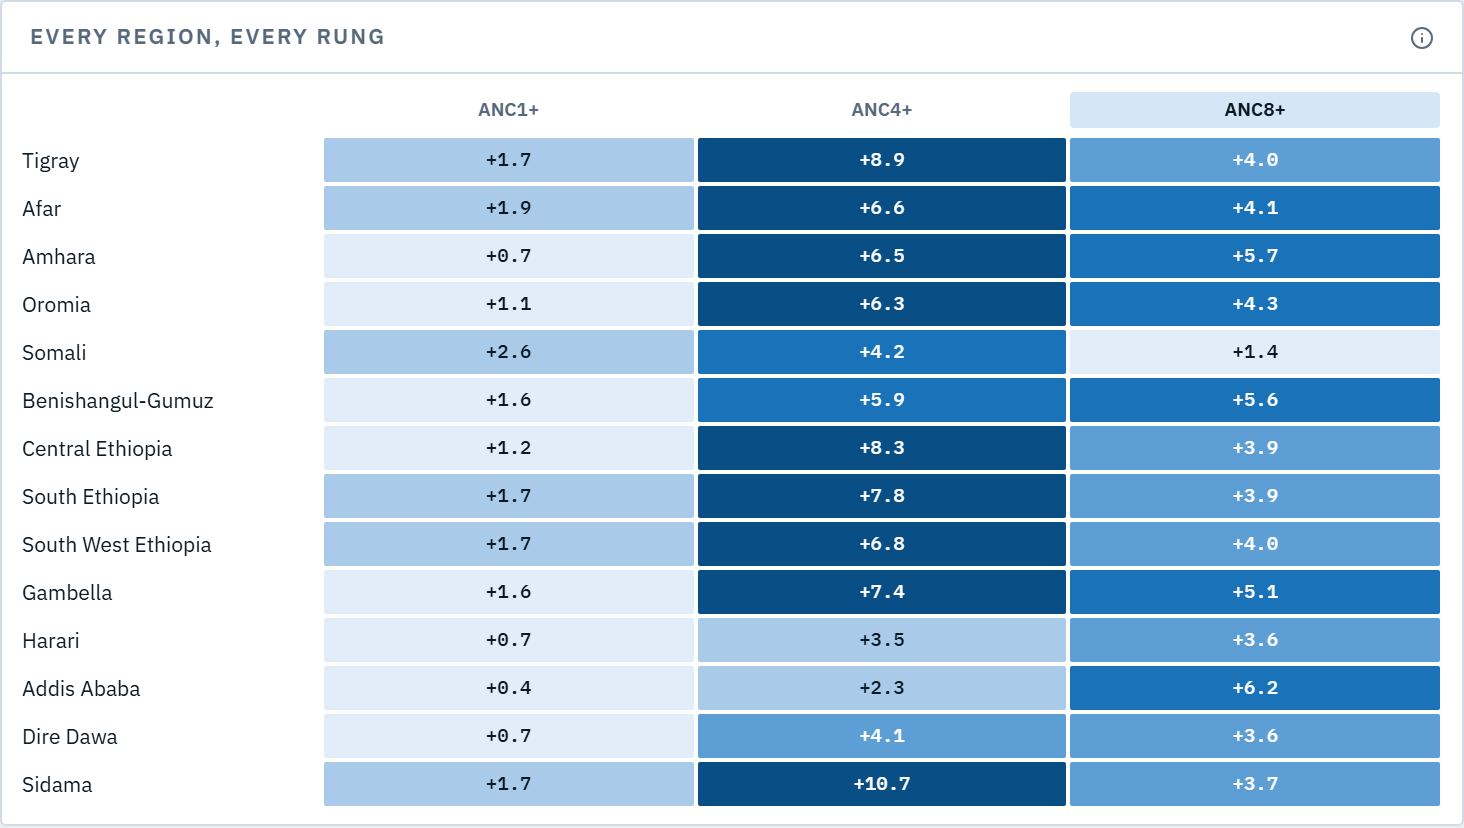 EVERY REGION, EVERY RUNG
ANC1+ ANC4+ ANC8+
Tigray +1.7 +8.9 +4.0
Afar +1.9 +6.6 +4.1
Amhara +0.7 +6.5 +5.7
Oromia +1.1 +6.3 +4.3
Somali +2.6 +4.2 +1.4
Benishangul-Gumuz +1.6 +5.9 +5.6
Central Ethiopia +1.2 +8.3 +3.9
South Ethiopia +1.7 +7.8 +3.9
South West Ethiopia +1.7 +6.8 +4.0
Gambella +1.6 +7.4 +5.1
Harari +0.7 +3.5 +3.6
Addis Ababa +0.4 +2.3 +6.2
Dire Dawa +0.7 +4.1 +3.6
Sidama +1.7 +10.7 +3.7